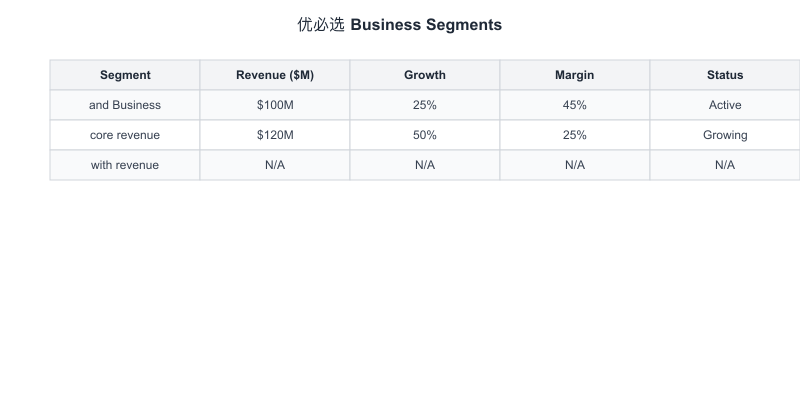 优必选 Business Segments
Segment Revenue ($M) Growth Margin Status
and Business $100M 25% 45% Active
core revenue $120M 50% 25% Growing
with revenue N/A N/A N/A N/A